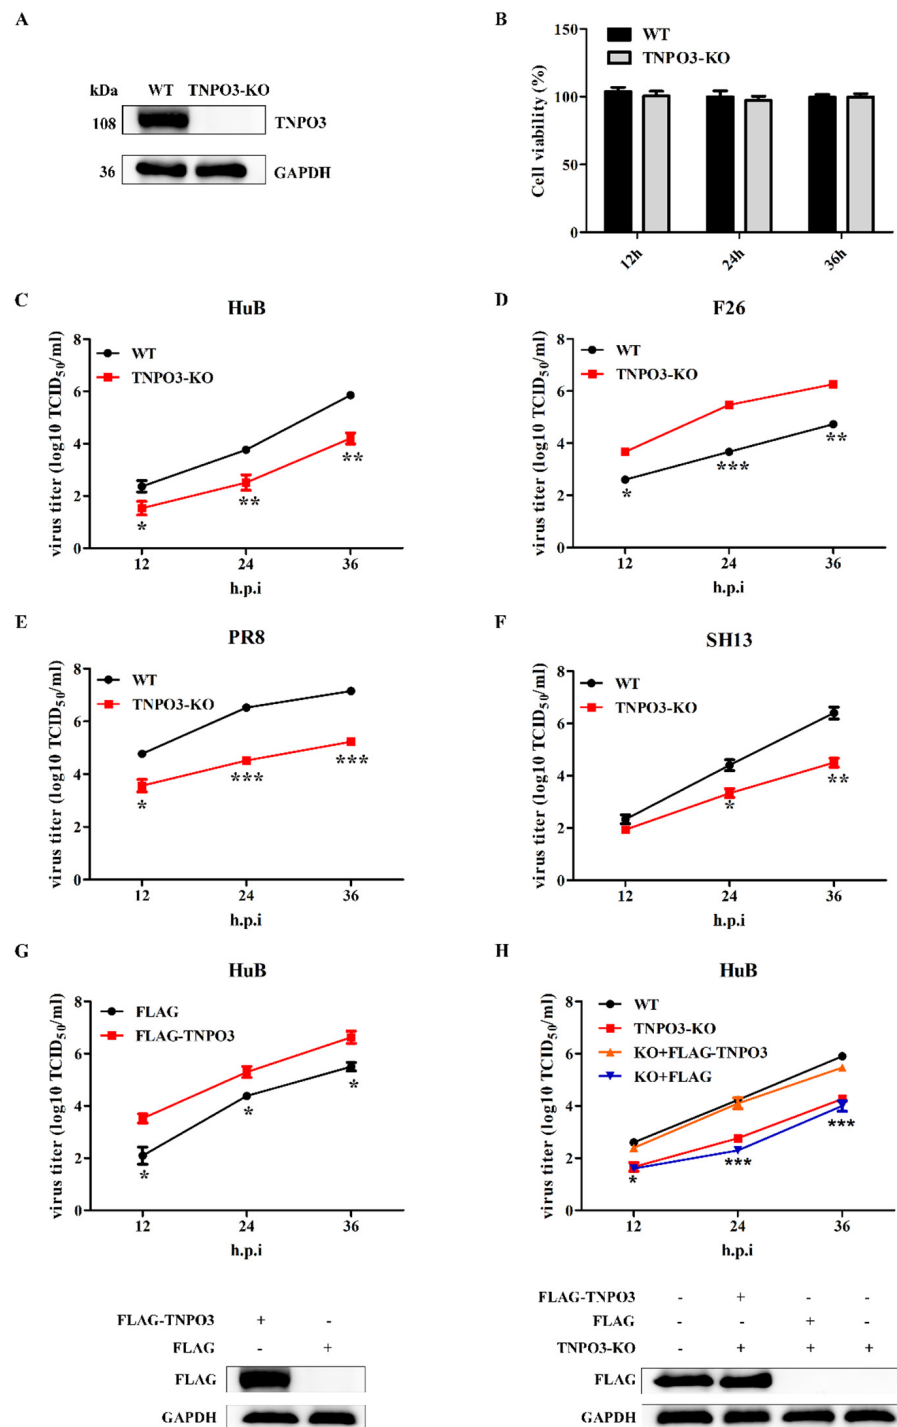 A
kDa WT TNPO3-KO
108 TNPO3
36 GAPDH
B
Cell viability (%)
150
100
50
0
WT
TNPO3-KO
12h 24h 36h
C
HuB
virus titer (log10 TCID50/ml)
8
6
4
2
0
WT
TNPO3-KO
* ** **
12 24 36
h.p.i
D
F26
virus titer (log10 TCID50/ml)
8
6
4
2
0
WT
TNPO3-KO
* *** **
12 24 36
h.p.i
E
PR8
virus titer (log10 TCID50/ml)
8
6
4
2
0
WT
TNPO3-KO
* *** ***
12 24 36
h.p.i
F
SH13
virus titer (log10 TCID50/ml)
8
6
4
2
0
WT
TNPO3-KO
* **
12 24 36
h.p.i
G
HuB
virus titer (log10 TCID50/ml)
8
6
4
2
0
FLAG
FLAG-TNPO3
* * *
12 24 36
h.p.i
FLAG-TNPO3 + -
FLAG - +
FLAG
GAPDH
H
HuB
virus titer (log10 TCID50/ml)
8
6
4
2
0
WT
TNPO3-KO
KO+FLAG-TNPO3
KO+FLAG
* *** ***
12 24 36
h.p.i
FLAG-TNPO3 - + - -
FLAG - - + -
TNPO3-KO - + + +
FLAG
GAPDH